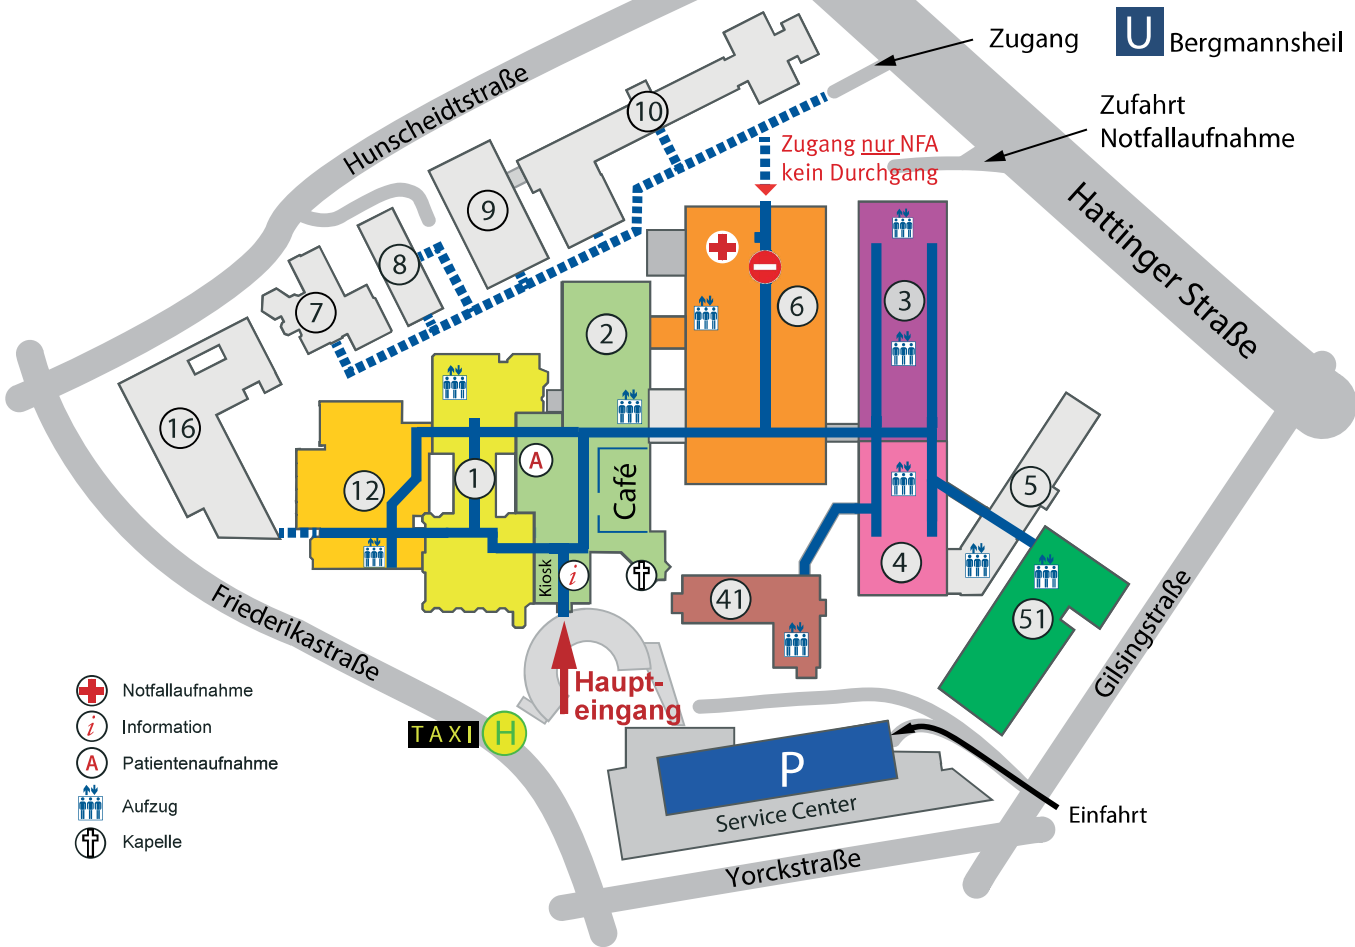 Zugang
U Bergmannsheil
Zufahrt
Notfallaufnahme
Hunscheidtstraße
Hattinger Straße
Zugang nur NFA
kein Durchgang
10
9
8
7
2
6
3
16
12
1
A
Café
5
4
Kiosk
i
41
51
Friederikastraße
Gilsingstraße
Haupt-
eingang
TAXI H
P
Service Center
Einfahrt
Yorckstraße
Notfallaufnahme
i Information
A Patientenaufnahme
Aufzug
Kapelle